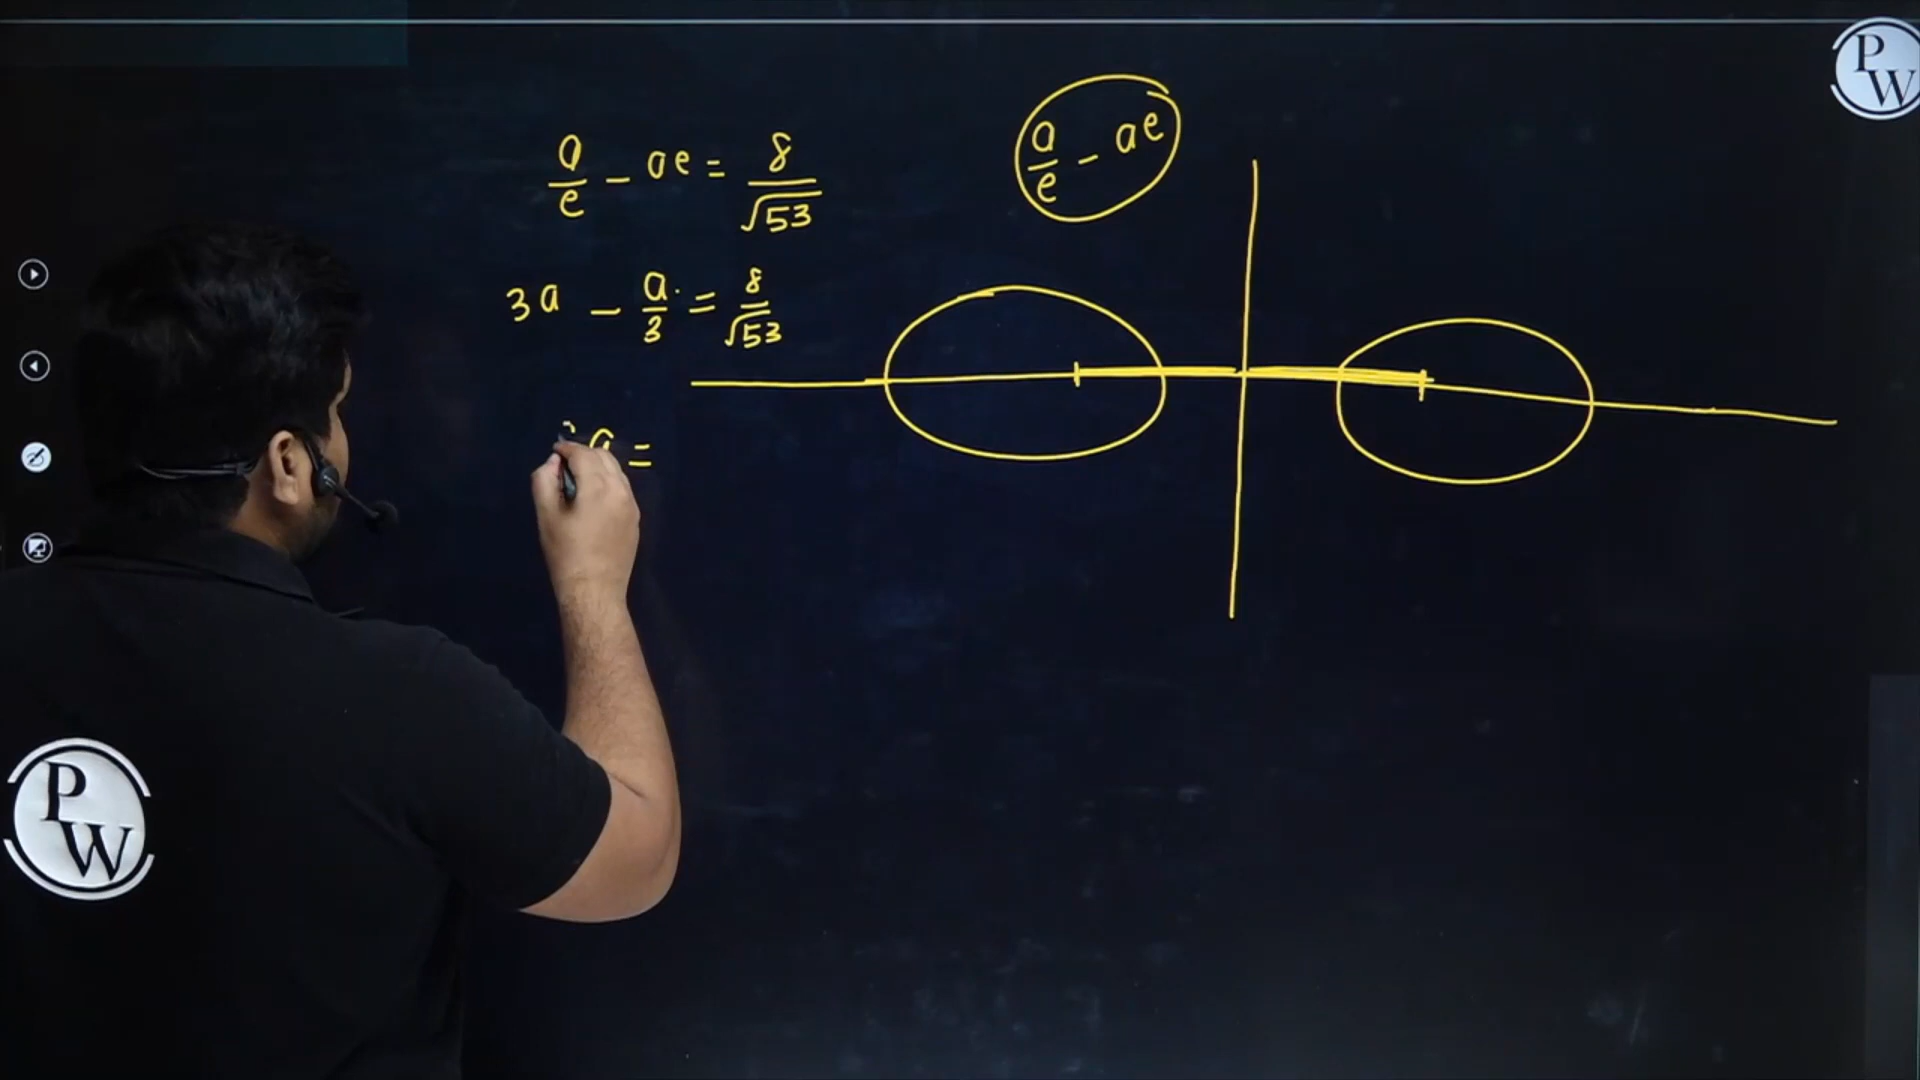 a/e - ae = 8/√53
a/e - ae
3a - a/3 = 8/√53
a =
PW
PW